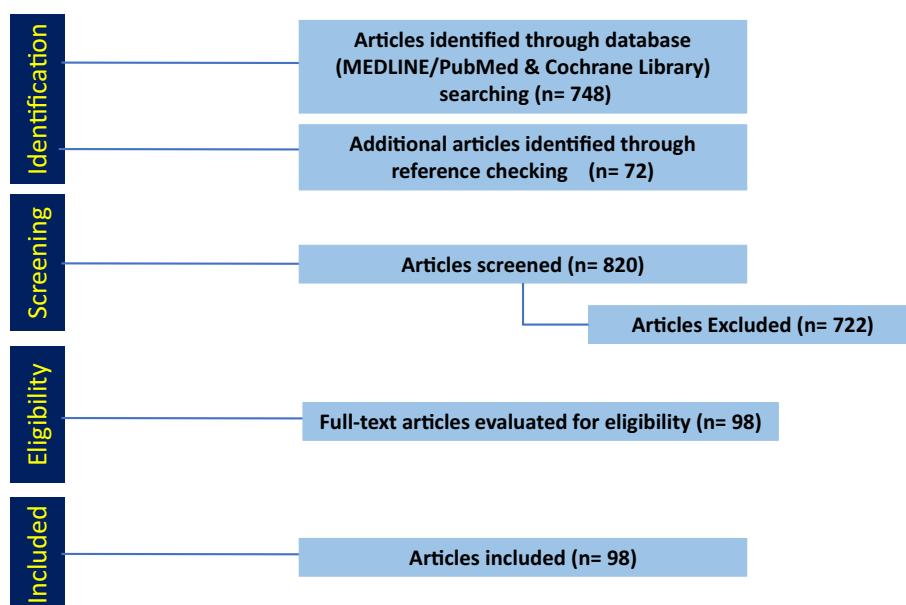 Identification
Articles identified through database
(MEDLINE/PubMed & Cochrane Library)
searching (n= 748)
Additional articles identified through
reference checking (n= 72)
Screening
Articles screened (n= 820)
Articles Excluded (n= 722)
Eligibility
Full-text articles evaluated for eligibility (n= 98)
Included
Articles included (n= 98)